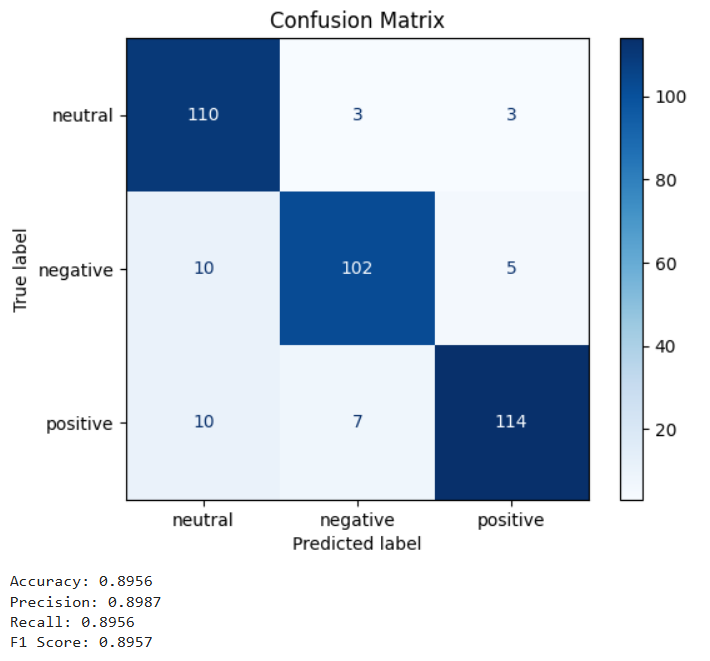 Confusion Matrix
neutral 110 3 3
negative 10 102 5
positive 10 7 114
neutral negative positive
Predicted label
True label
100
80
60
40
20
Accuracy: 0.8956
Precision: 0.8987
Recall: 0.8956
F1 Score: 0.8957